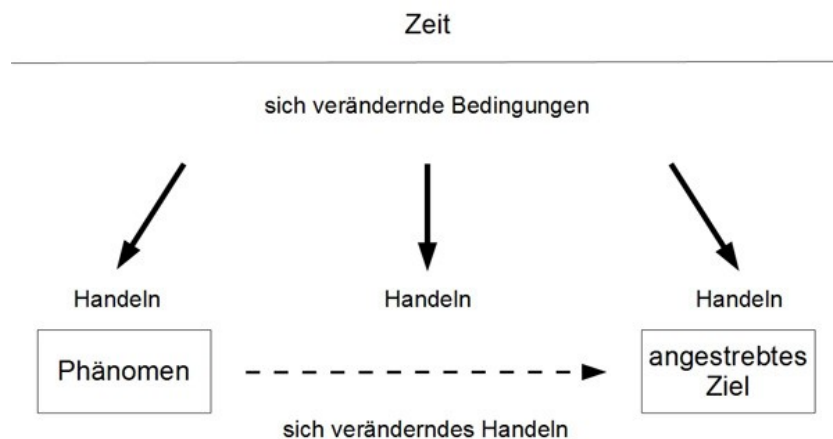 Zeit
sich verändernde Bedingungen
Handeln Handeln Handeln
Phänomen
angestrebtes
Ziel
sich veränderndes Handeln